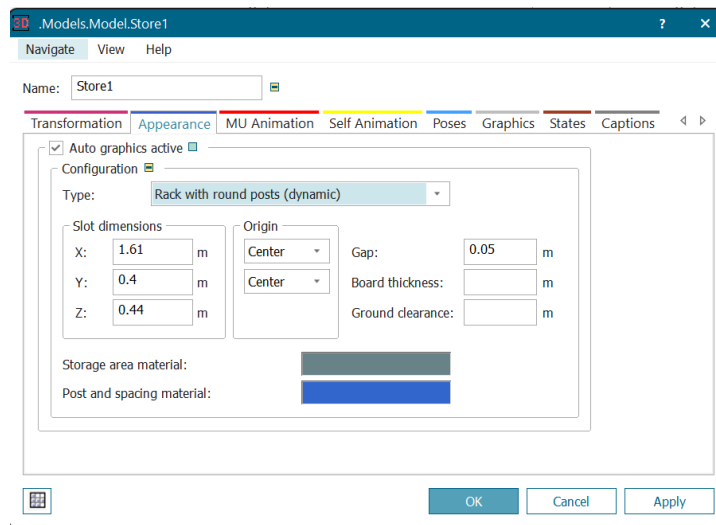 3D .Models.Model.Store1 ? ×
Navigate View Help
Name: Store1
Transformation Appearance MU Animation Self Animation Poses Graphics States Captions
Auto graphics active
Configuration
Type: Rack with round posts (dynamic)
Slot dimensions Origin
X: 1.61 m Center Gap: 0.05 m
Y: 0.4 m Center Board thickness: m
Z: 0.44 m Ground clearance: m
Storage area material:
Post and spacing material:
OK Cancel Apply